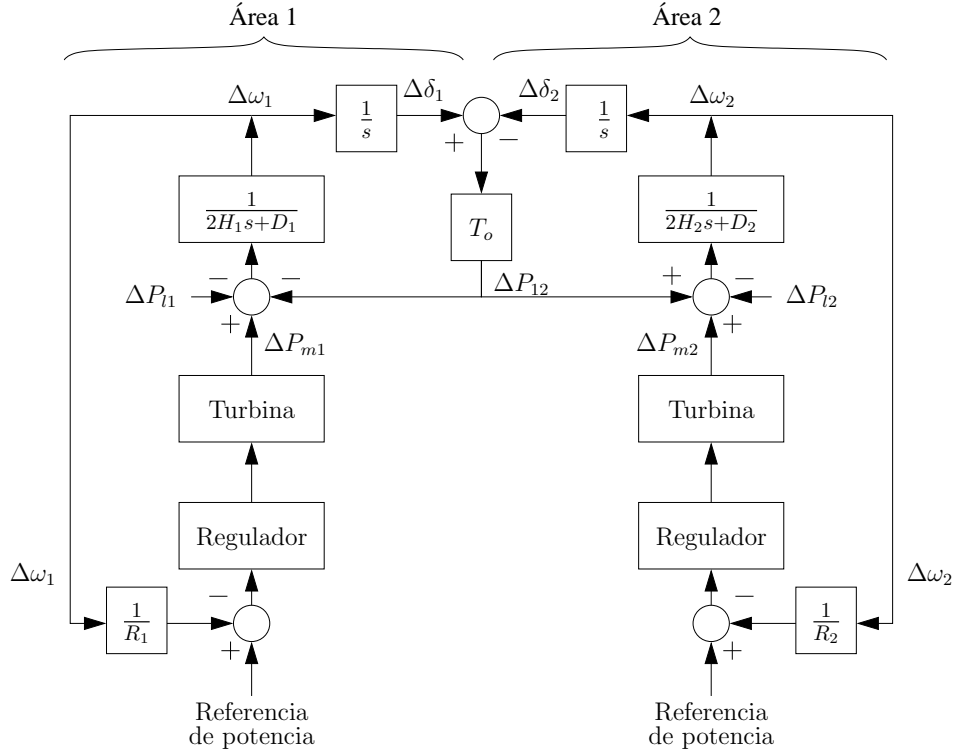 Área 1
Área 2
Δω₁
1/s
Δδ₁
Δδ₂
1/s
Δω₂
+
−
1/(2H₁s+D₁)
Tₒ
1/(2H₂s+D₂)
−
−
ΔP₁₂
+
−
ΔPₗ₁
ΔPₗ₂
+
+
ΔPₘ₁
ΔPₘ₂
Turbina
Turbina
Regulador
Regulador
Δω₁
Δω₂
−
−
1/R₁
1/R₂
+
+
Referencia
de potencia
Referencia
de potencia